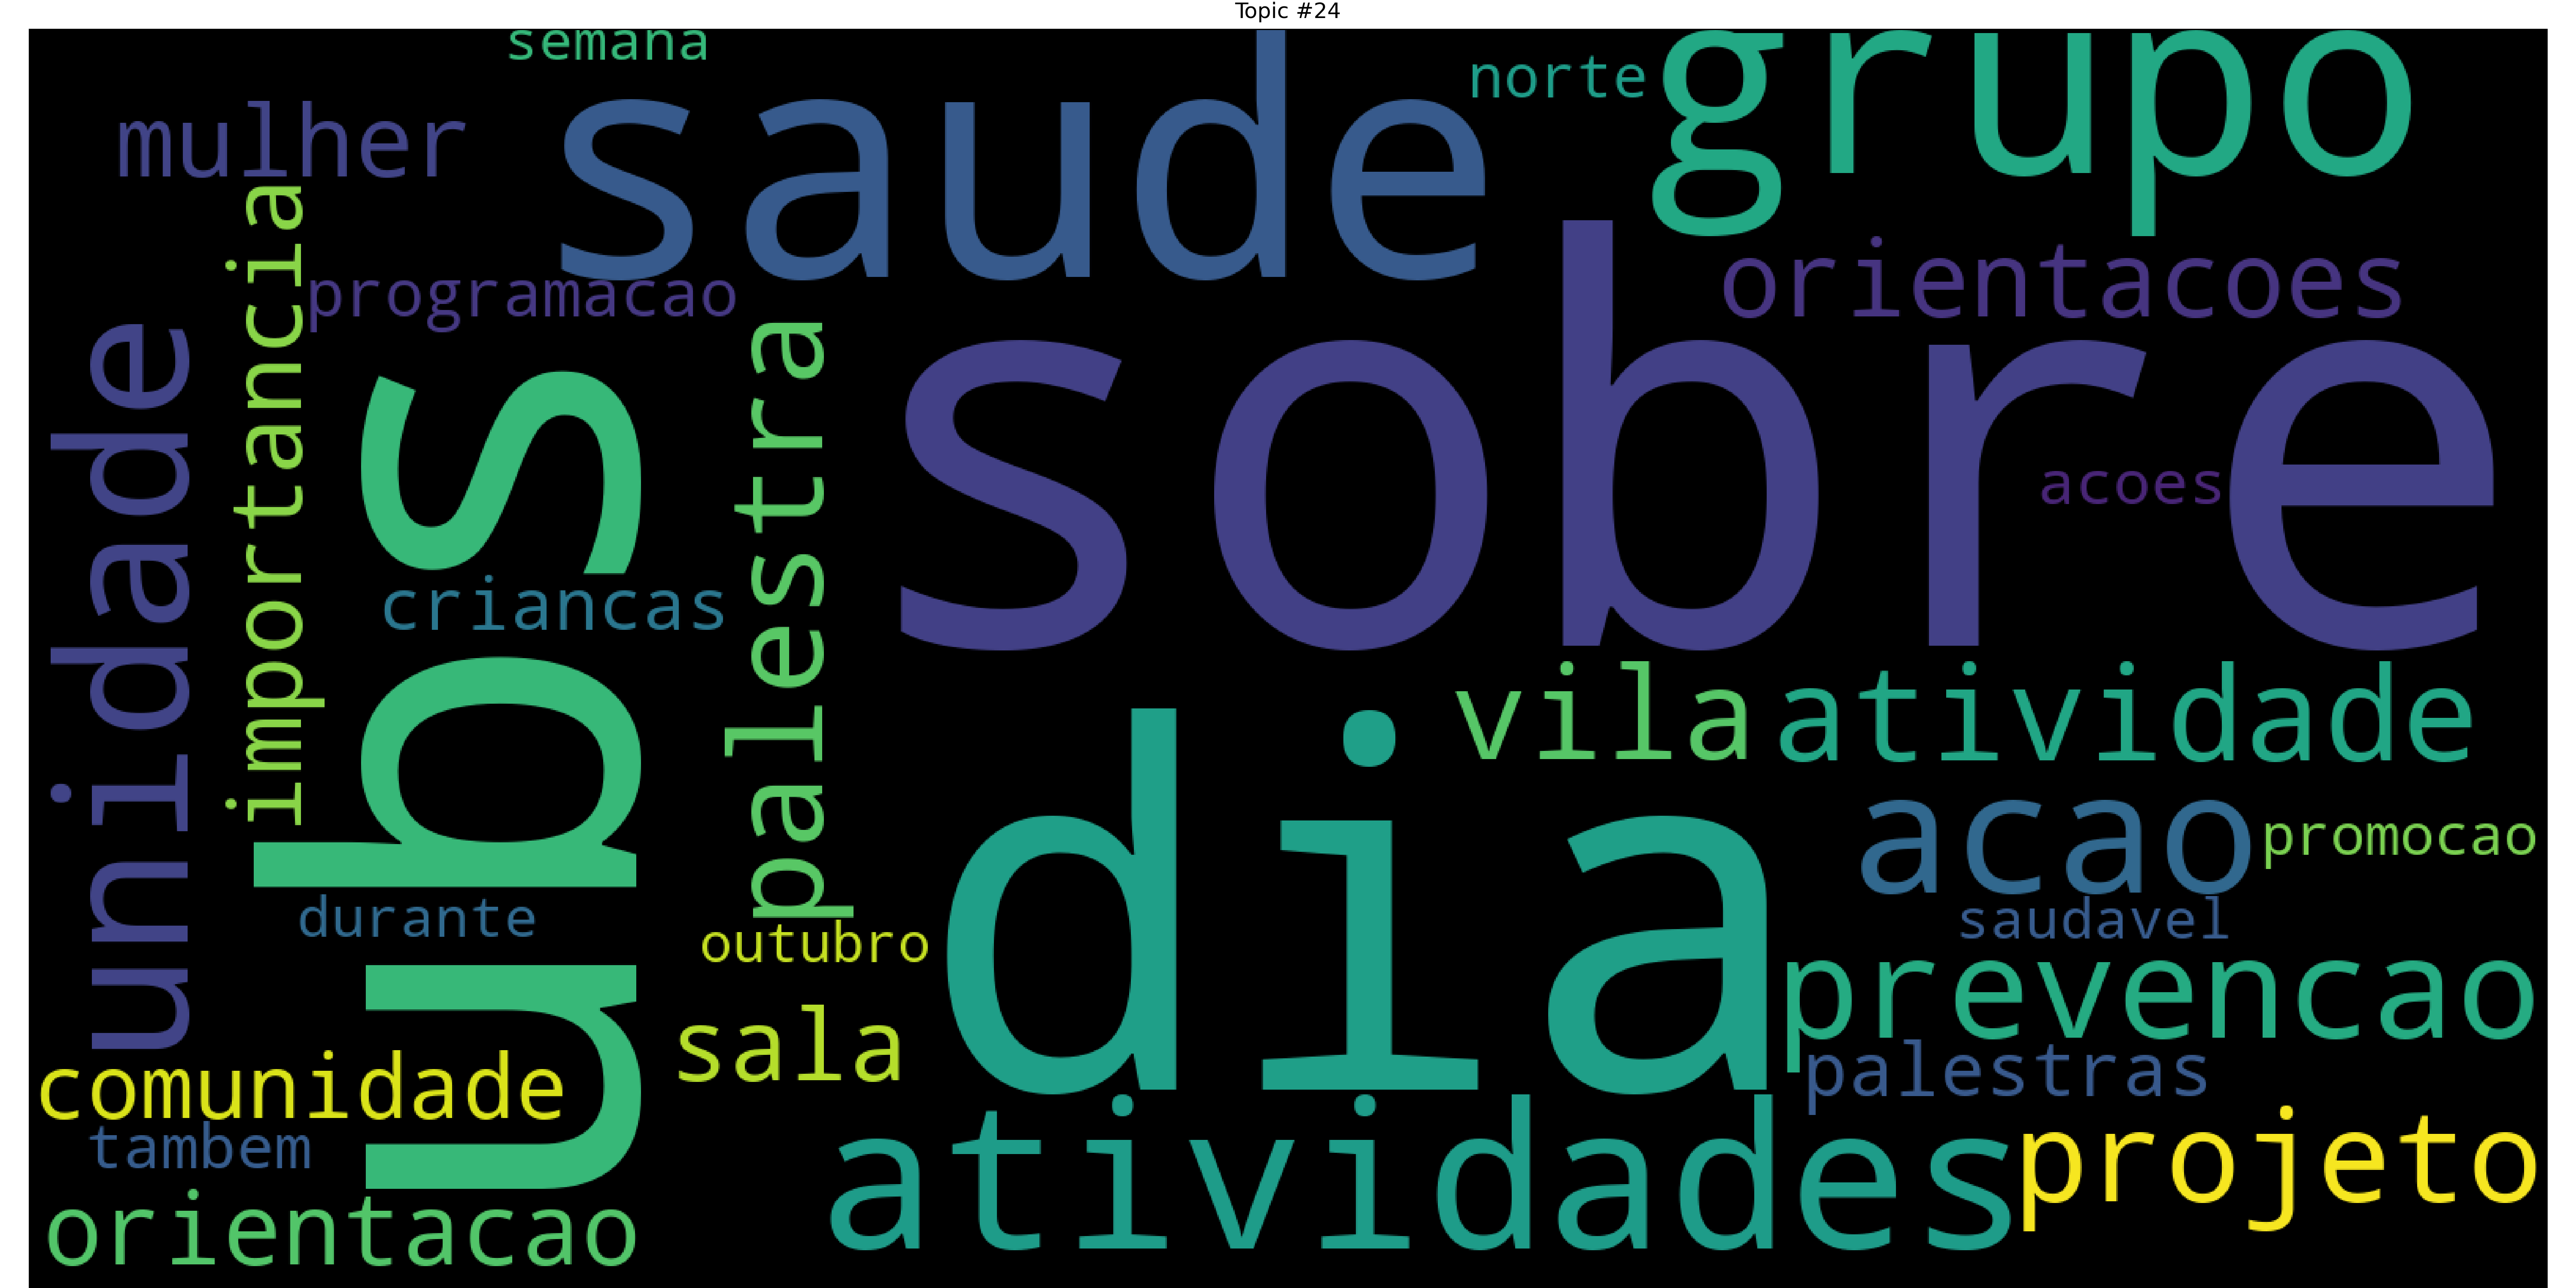 Topic #24
semana
norte
grupo
mulher
saude
orientacoes
programacao
importancia
unidade
ubs
palestra
sobre
acoes
criancas
vila
atividade
dia
acao
promocao
durante
outubro
saudavel
prevencao
sala
palestras
comunidade
tambem
atividades
projeto
orientacao